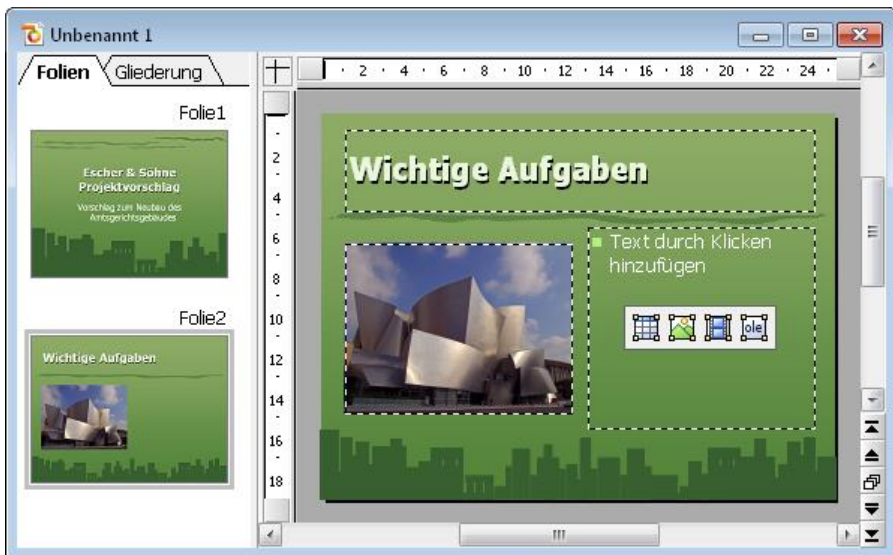 Unbenannt 1
Folien Gliederung
Folie1
Escher & Söhne
Projektvorschlag
Vorschlag zum Neubau des
Amtsgerichtsgebäudes
Folie2
Wichtige Aufgaben
2 4 6 8 10 12 14 16 18 20 22 24
2
4
6
8
10
12
14
16
18
Wichtige Aufgaben
Text durch Klicken
hinzufügen
ole